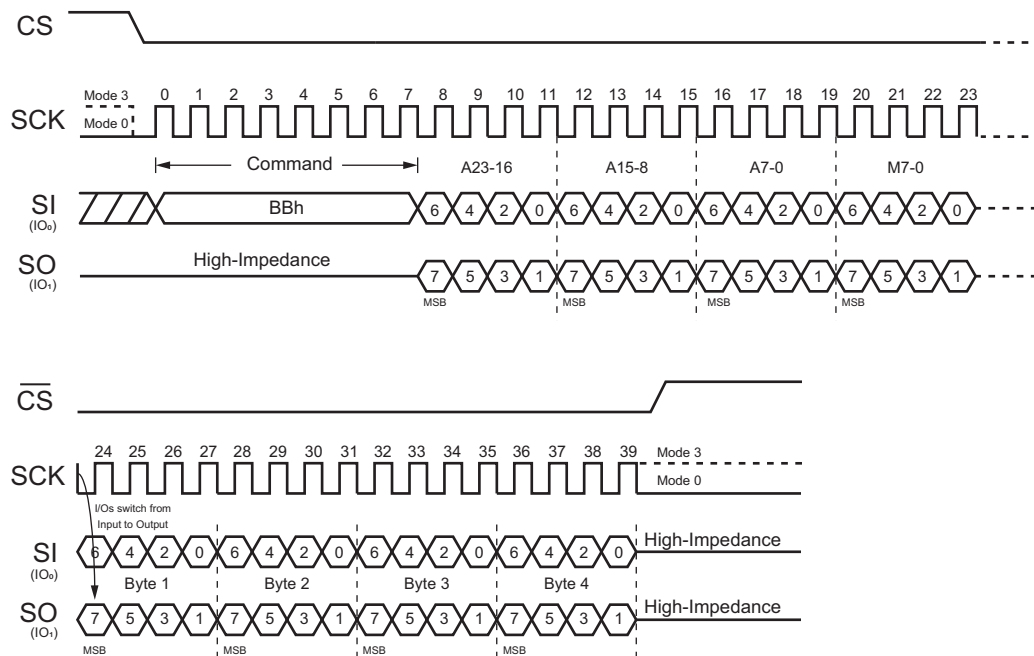 CS
Mode 3
0 1 2 3 4 5 6 7 8 9 10 11 12 13 14 15 16 17 18 19 20 21 22 23
SCK
Mode 0
Command
A23-16 A15-8 A7-0 M7-0
SI
(IO₀)
BBh
6 4 2 0 6 4 2 0 6 4 2 0 6 4 2 0
SO
(IO₁)
High-Impedance
7 5 3 1 7 5 3 1 7 5 3 1 7 5 3 1
MSB MSB MSB MSB
CS
24 25 26 27 28 29 30 31 32 33 34 35 36 37 38 39
Mode 3
SCK
Mode 0
I/Os switch from
Input to Output
SI
(IO₀)
6 4 2 0 6 4 2 0 6 4 2 0 6 4 2 0
High-Impedance
Byte 1 Byte 2 Byte 3 Byte 4
SO
(IO₁)
7 5 3 1 7 5 3 1 7 5 3 1 7 5 3 1
High-Impedance
MSB MSB MSB MSB